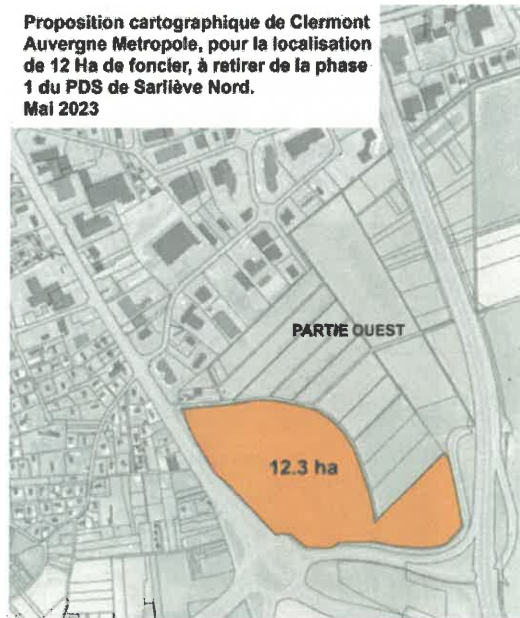 Proposition cartographique de Clermont
Auvergne Metropole, pour la localisation
de 12 Ha de foncier, à retirer de la phase
1 du PDS de Sarliève Nord.
Mai 2023
PARTIE OUEST
12.3 ha